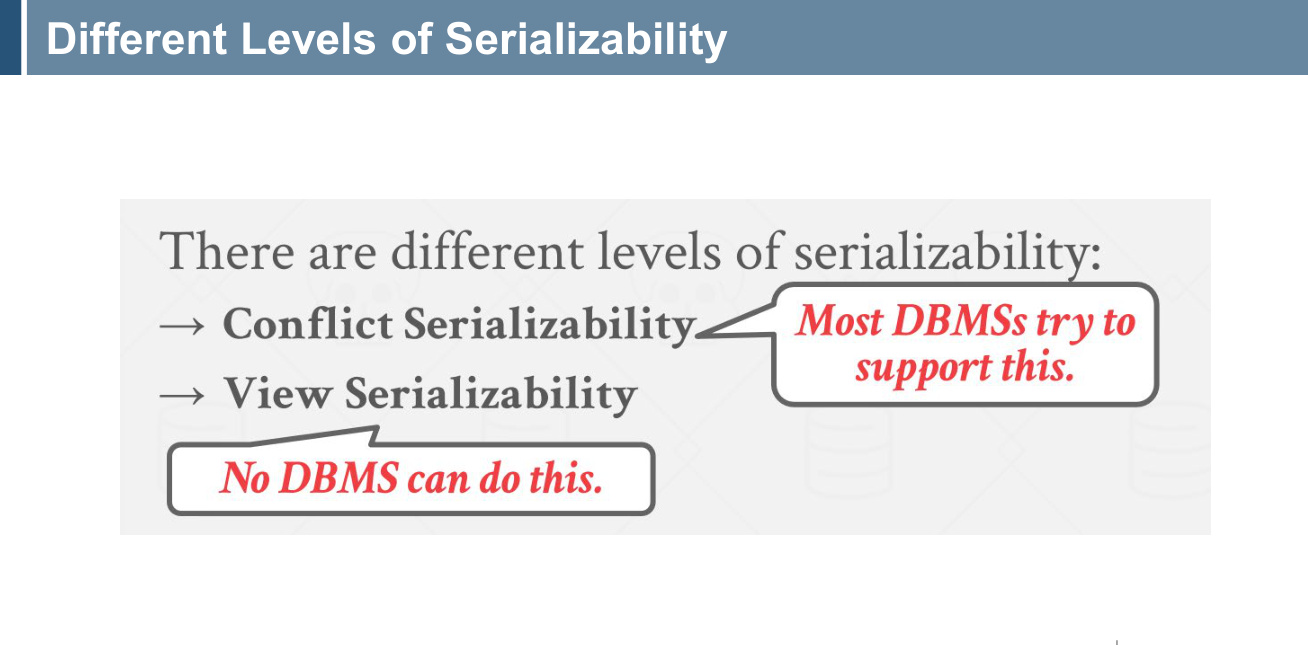 Different Levels of Serializability
There are different levels of serializability:
→ Conflict Serializability
Most DBMSs try to
support this.
→ View Serializability
No DBMS can do this.